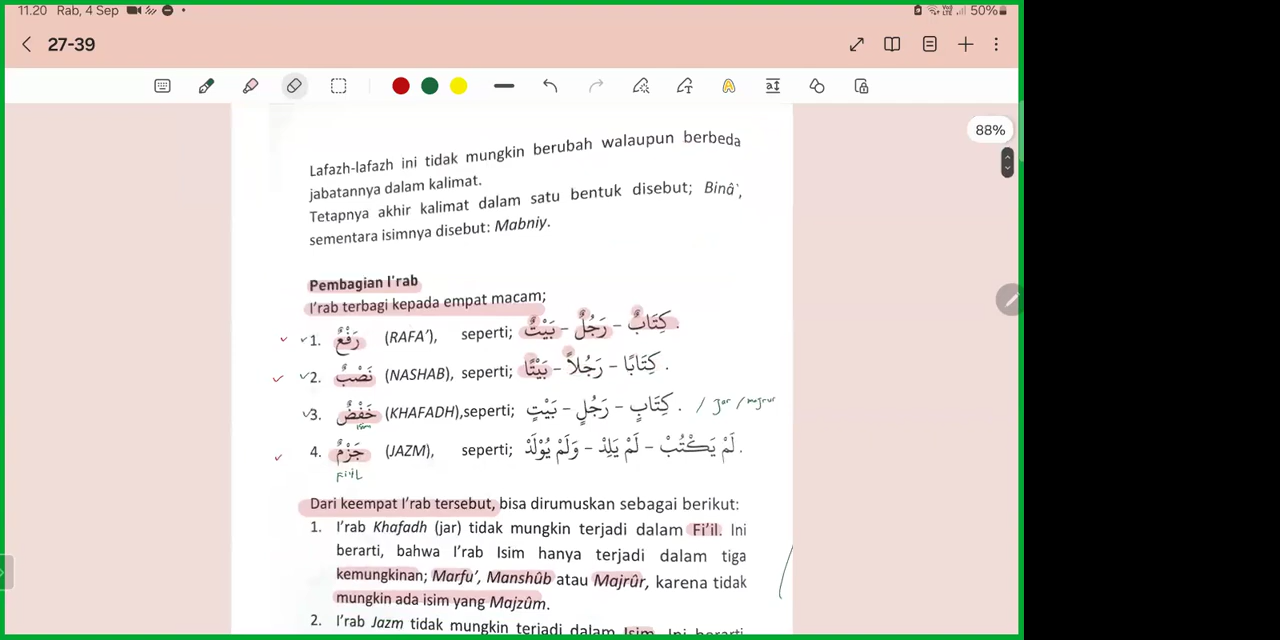 11.20 Rab, 4 Sep
50%
27-39
88%
Lafazh-lafazh ini tidak mungkin berubah walaupun berbeda
jabatannya dalam kalimat.
Tetapnya akhir kalimat dalam satu bentuk disebut; Binâ',
sementara isimnya disebut: Mabniy.
Pembagian I'rab
I'rab terbagi kepada empat macam;
1. رَفْعٌ (RAFA'), seperti; كِتَابٌ – رَجُلٌ – بَيْتٌ.
2. نَصْبٌ (NASHAB), seperti; كِتَابًا – رَجُلاً – بَيْتًا.
3. خَفْضٌ (KHAFADH),seperti; كِتَابٍ – رَجُلٍ – بَيْتٍ. / jar / majrur
4. جَزْمٌ (JAZM), seperti; لَمْ يَكْتُبْ – لَمْ يَلِدْ – وَلَمْ يُوْلَدْ.
Fi'il
Dari keempat I'rab tersebut, bisa dirumuskan sebagai berikut:
1. I'rab Khafadh (jar) tidak mungkin terjadi dalam Fi'il. Ini
berarti, bahwa I'rab Isim hanya terjadi dalam tiga
kemungkinan; Marfu', Manshûb atau Majrûr, karena tidak
mungkin ada isim yang Majzûm.
2. I'rab Jazm tidak mungkin terjadi dalam Isim. Ini berarti